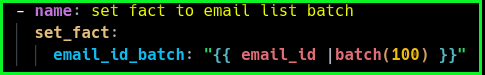 - name: set fact to email list batch
set_fact:
email_id_batch: "{{ email_id |batch(100) }}"